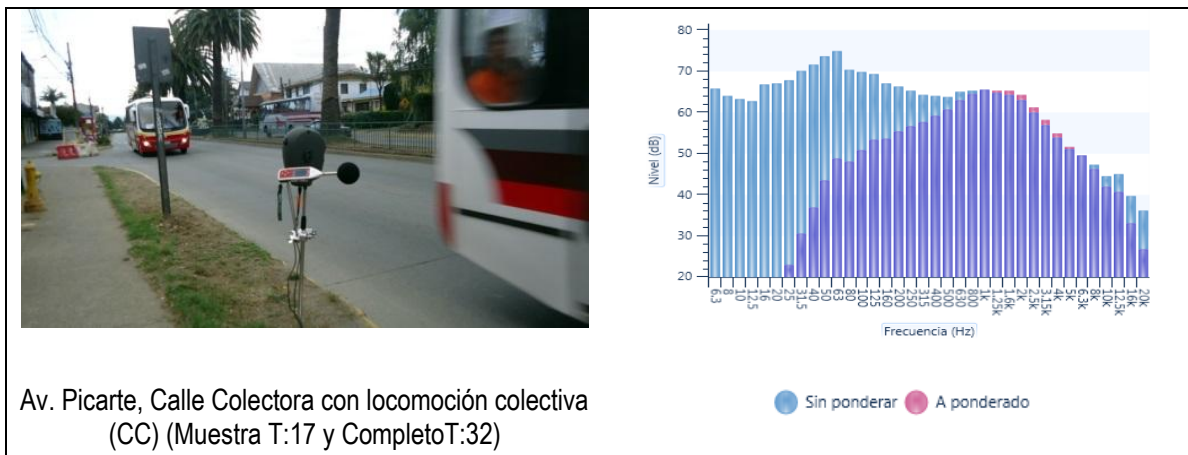 80
70
60
50
40
30
20
Nivel (dB)
6.3
8
10
12.5
16
20
25
31.5
40
50
63
80
100
125
160
200
250
315
400
500
630
800
1k
1.25k
1.6k
2k
2.5k
3.15k
4k
5k
6.3k
8k
10k
12.5k
16k
20k
Frecuencia (Hz)
Sin ponderar
A ponderado
Av. Picarte, Calle Colectora con locomoción colectiva
(CC) (Muestra T:17 y CompletoT:32)